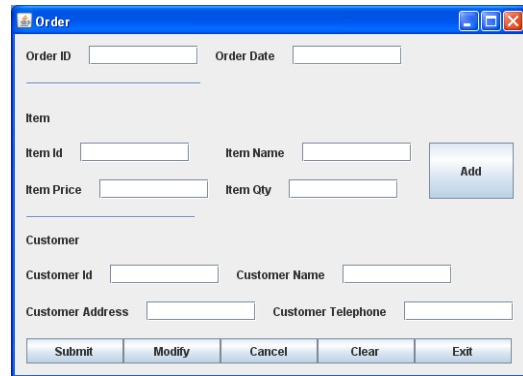 Order
Order ID Order Date
Item
Item Id Item Name
Add
Item Price Item Qty
Customer
Customer Id Customer Name
Customer Address Customer Telephone
Submit Modify Cancel Clear Exit